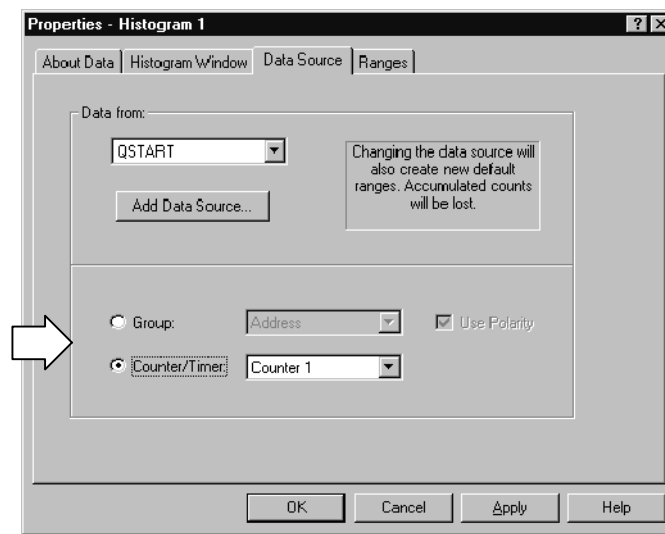 Properties - Histogram 1
About Data
Histogram Window
Data Source
Ranges
Data from:
QSTART
Add Data Source...
Changing the data source will
also create new default
ranges. Accumulated counts
will be lost.
Group:
Address
Use Polarity
Counter/Timer:
Counter 1
OK
Cancel
Apply
Help